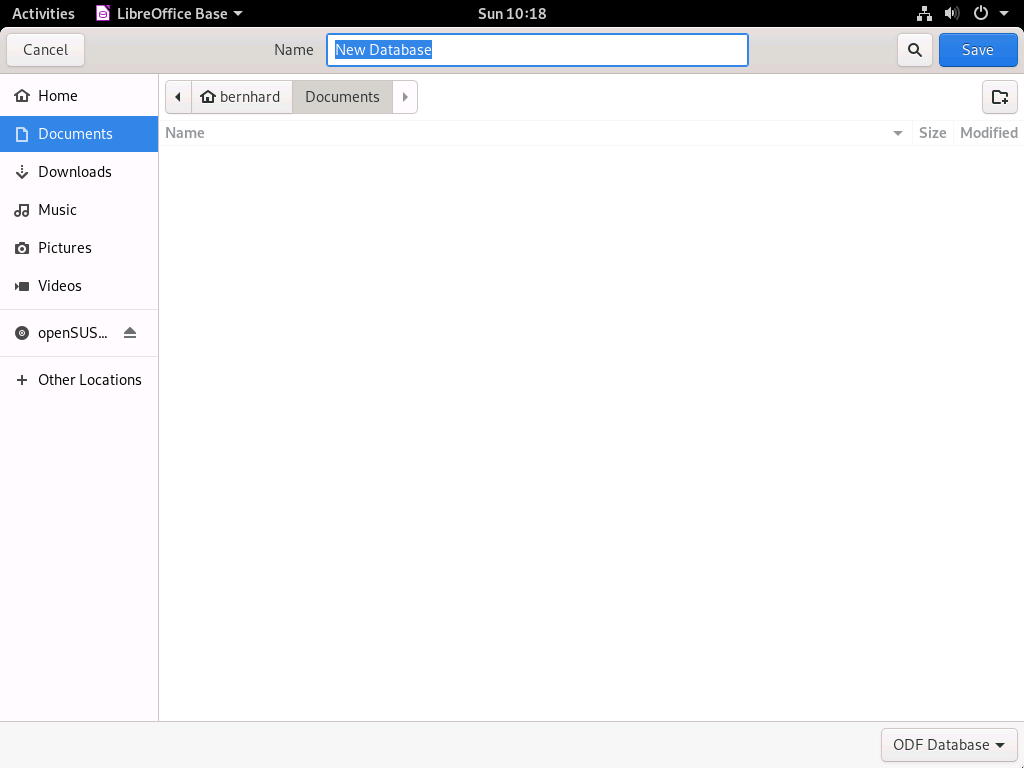 Activities LibreOffice Base Sun 10:18
Cancel Name New Database Save
Home
Documents
Downloads
Music
Pictures
Videos
openSUS...
Other Locations
bernhard Documents
Name Size Modified
ODF Database